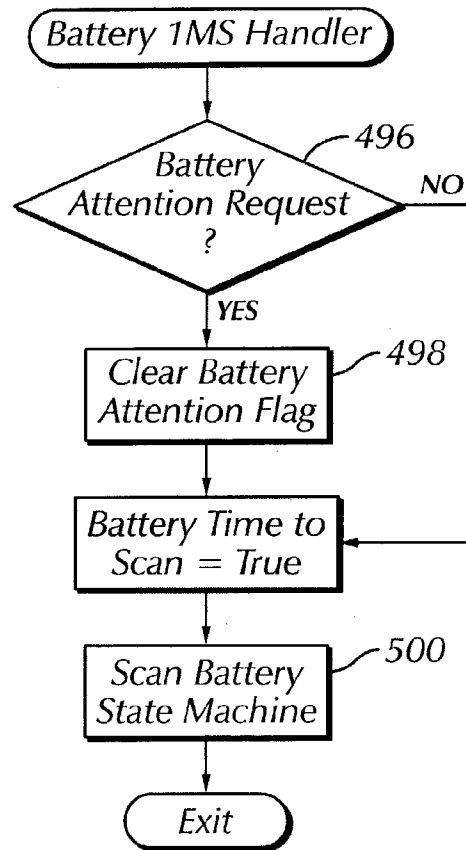 Battery 1MS Handler
496
Battery
Attention Request
?
NO
YES
498
Clear Battery
Attention Flag
Battery Time to
Scan = True
500
Scan Battery
State Machine
Exit